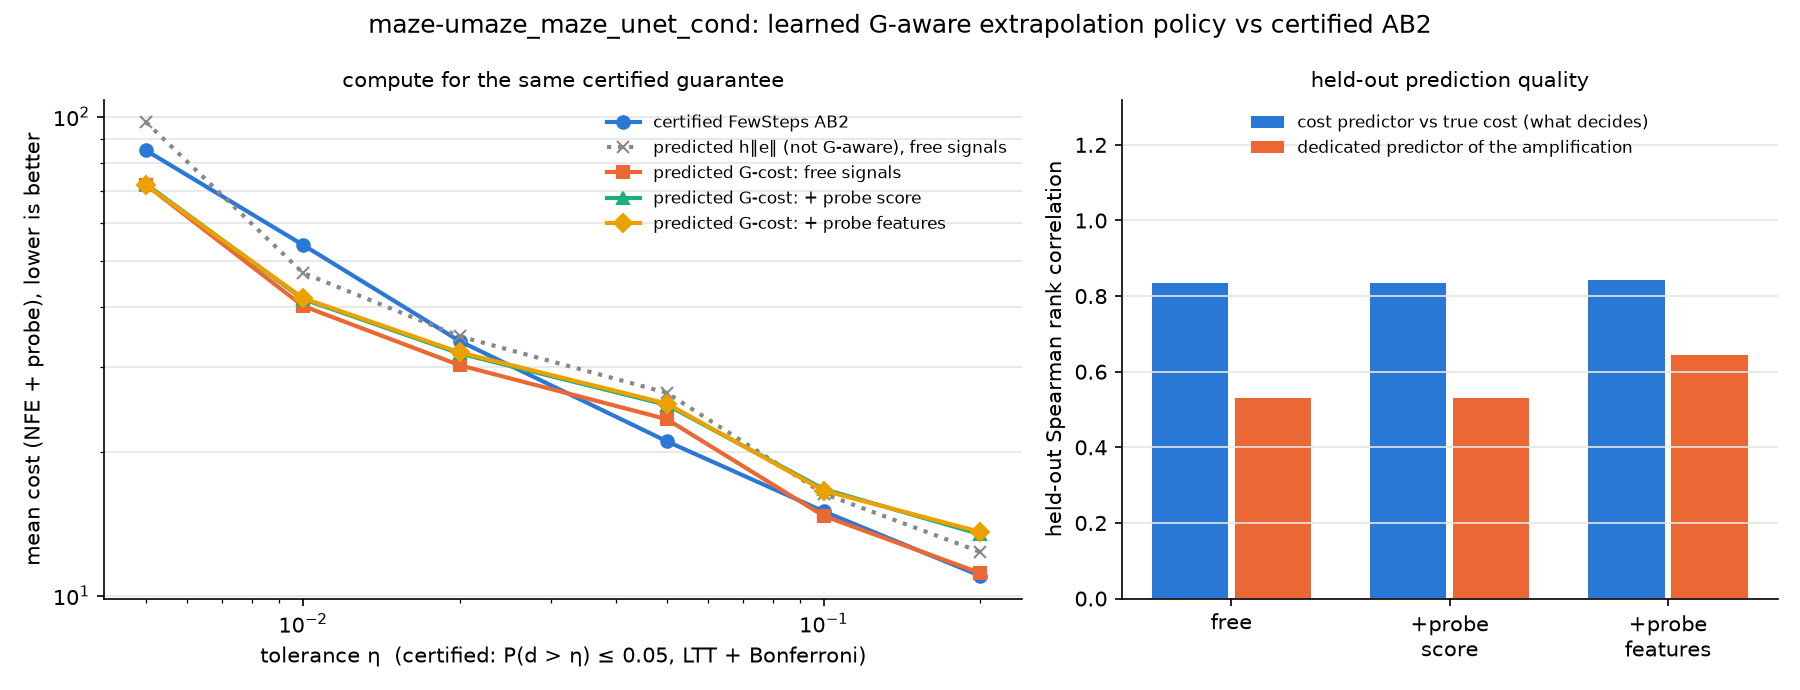 maze-umaze_maze_unet_cond: learned G-aware extrapolation policy vs certified AB2
compute for the same certified guarantee
mean cost (NFE + probe), lower is better
10²
10¹
certified FewSteps AB2
predicted h‖e‖ (not G-aware), free signals
predicted G-cost: free signals
predicted G-cost: + probe score
predicted G-cost: + probe features
10⁻²
10⁻¹
tolerance η (certified: P(d > η) ≤ 0.05, LTT + Bonferroni)
held-out prediction quality
held-out Spearman rank correlation
cost predictor vs true cost (what decides)
dedicated predictor of the amplification
1.2
1.0
0.8
0.6
0.4
0.2
0.0
free
+probe
score
+probe
features